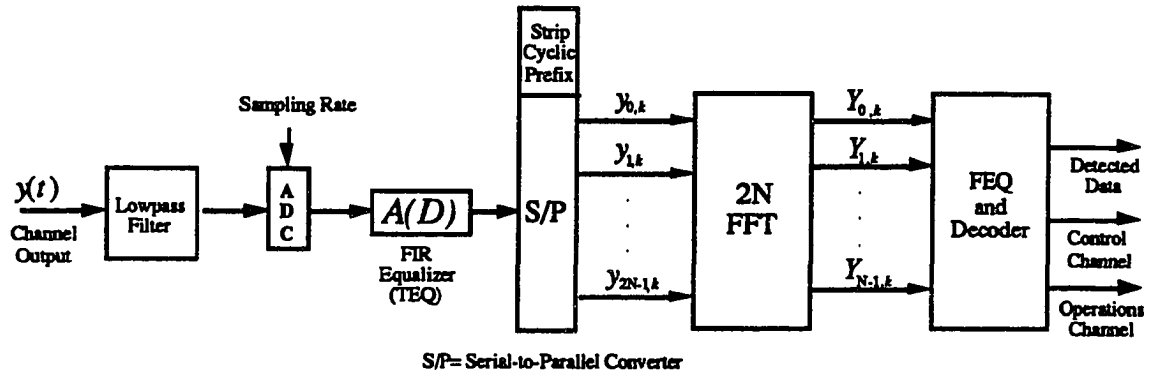 Strip
Cyclic
Prefix
Sampling Rate
y(t)
Channel
Output
Lowpass
Filter
A
D
C
A(D)
FIR
Equalizer
(TEQ)
S/P
y0,k
y1,k
.
.
.
y2N-1,k
2N
FFT
Y0,k
Y1,k
.
.
.
YN-1,k
FEQ
and
Decoder
Detected
Data
Control
Channel
Operations
Channel
S/P= Serial-to-Parallel Converter